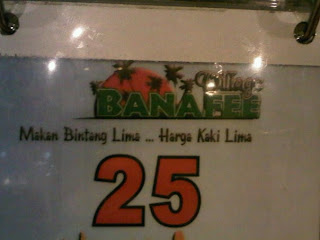 Village
BANAFEE
Makan Bintang Lima ... Harga Kaki Lima
25